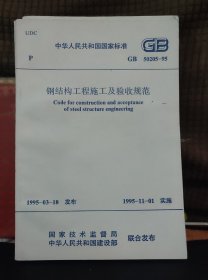 UDC
中华人民共和国国家标准
GB
P
GB 50205-95
钢结构工程施工及验收规范
Code for construction and acceptance
of steel structure engineering
1995-03-18 发布
1995-11-01 实施
国家技术监督局
中华人民共和国建设部
联合发布